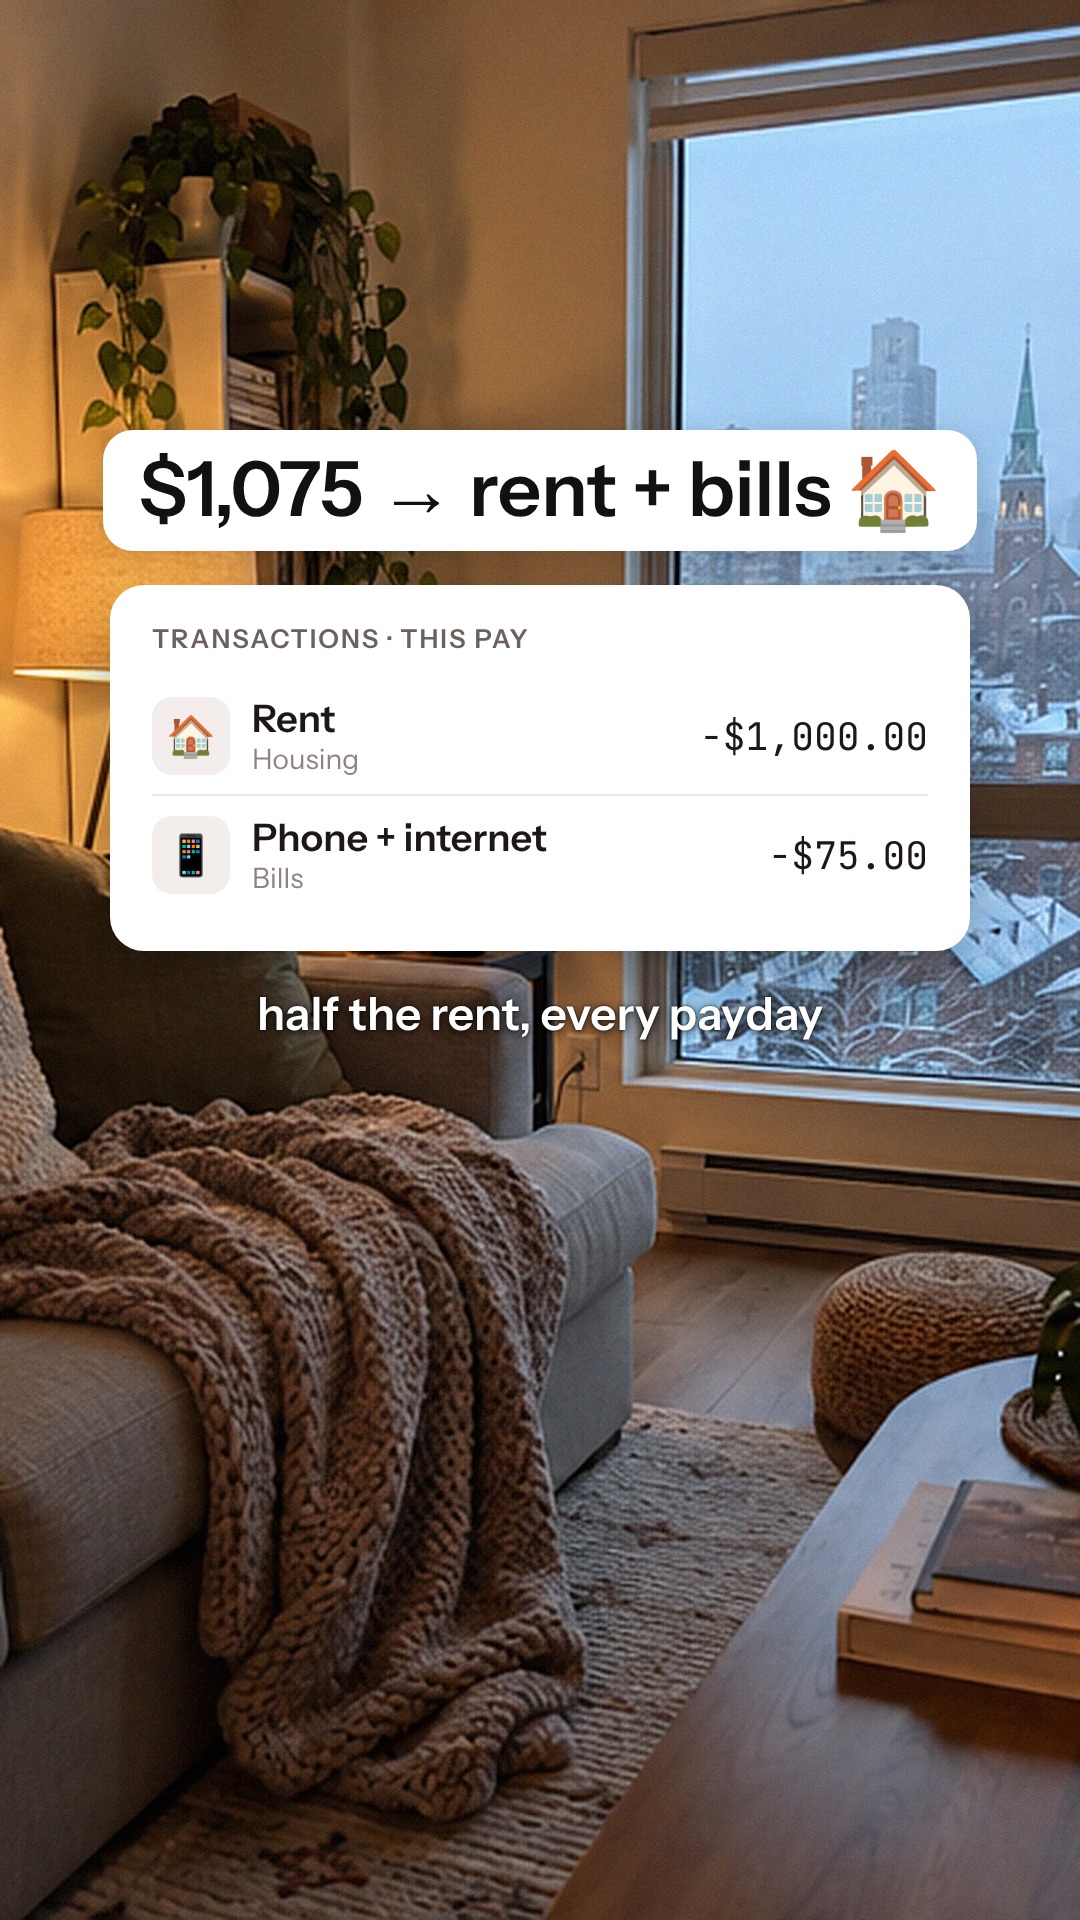 $1,075 → rent + bills 🏠
TRANSACTIONS · THIS PAY
Rent
Housing
-$1,000.00
Phone + internet
Bills
-$75.00
half the rent, every payday